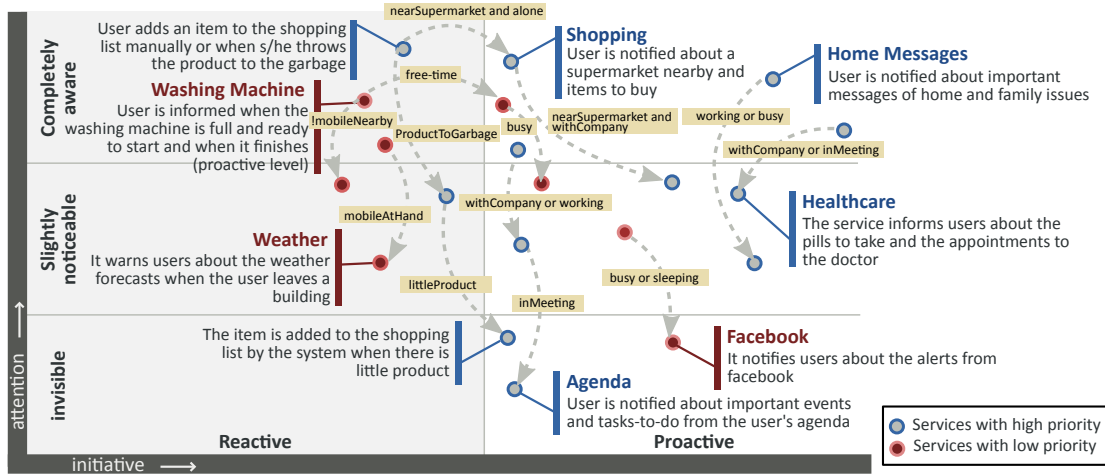 nearSupermarket and alone
User adds an item to the shopping
list manually or when s/he throws
the product to the garbage
Shopping
User is notified about a
supermarket nearby and
items to buy
Home Messages
User is notified about important
messages of home and family issues
Completely
aware
free-time
Washing Machine
User is informed when the
washing machine is full and ready
to start and when it finishes
(proactive level)
!mobileNearby
ProductToGarbage
busy
nearSupermarket and
withCompany
working or busy
withCompany or inMeeting
Slightly
noticeable
mobileAtHand
withCompany or working
Healthcare
The service informs users about the
pills to take and the appointments to
the doctor
Weather
It warns users about the weather
forecasts when the user leaves a
building
littleProduct
busy or sleeping
inMeeting
invisible
The item is added to the shopping
list by the system when there is
little product
Facebook
It notifies users about the alerts from
facebook
Agenda
User is notified about important events
and tasks-to-do from the user's agenda
attention
Reactive
Proactive
initiative
Services with high priority
Services with low priority